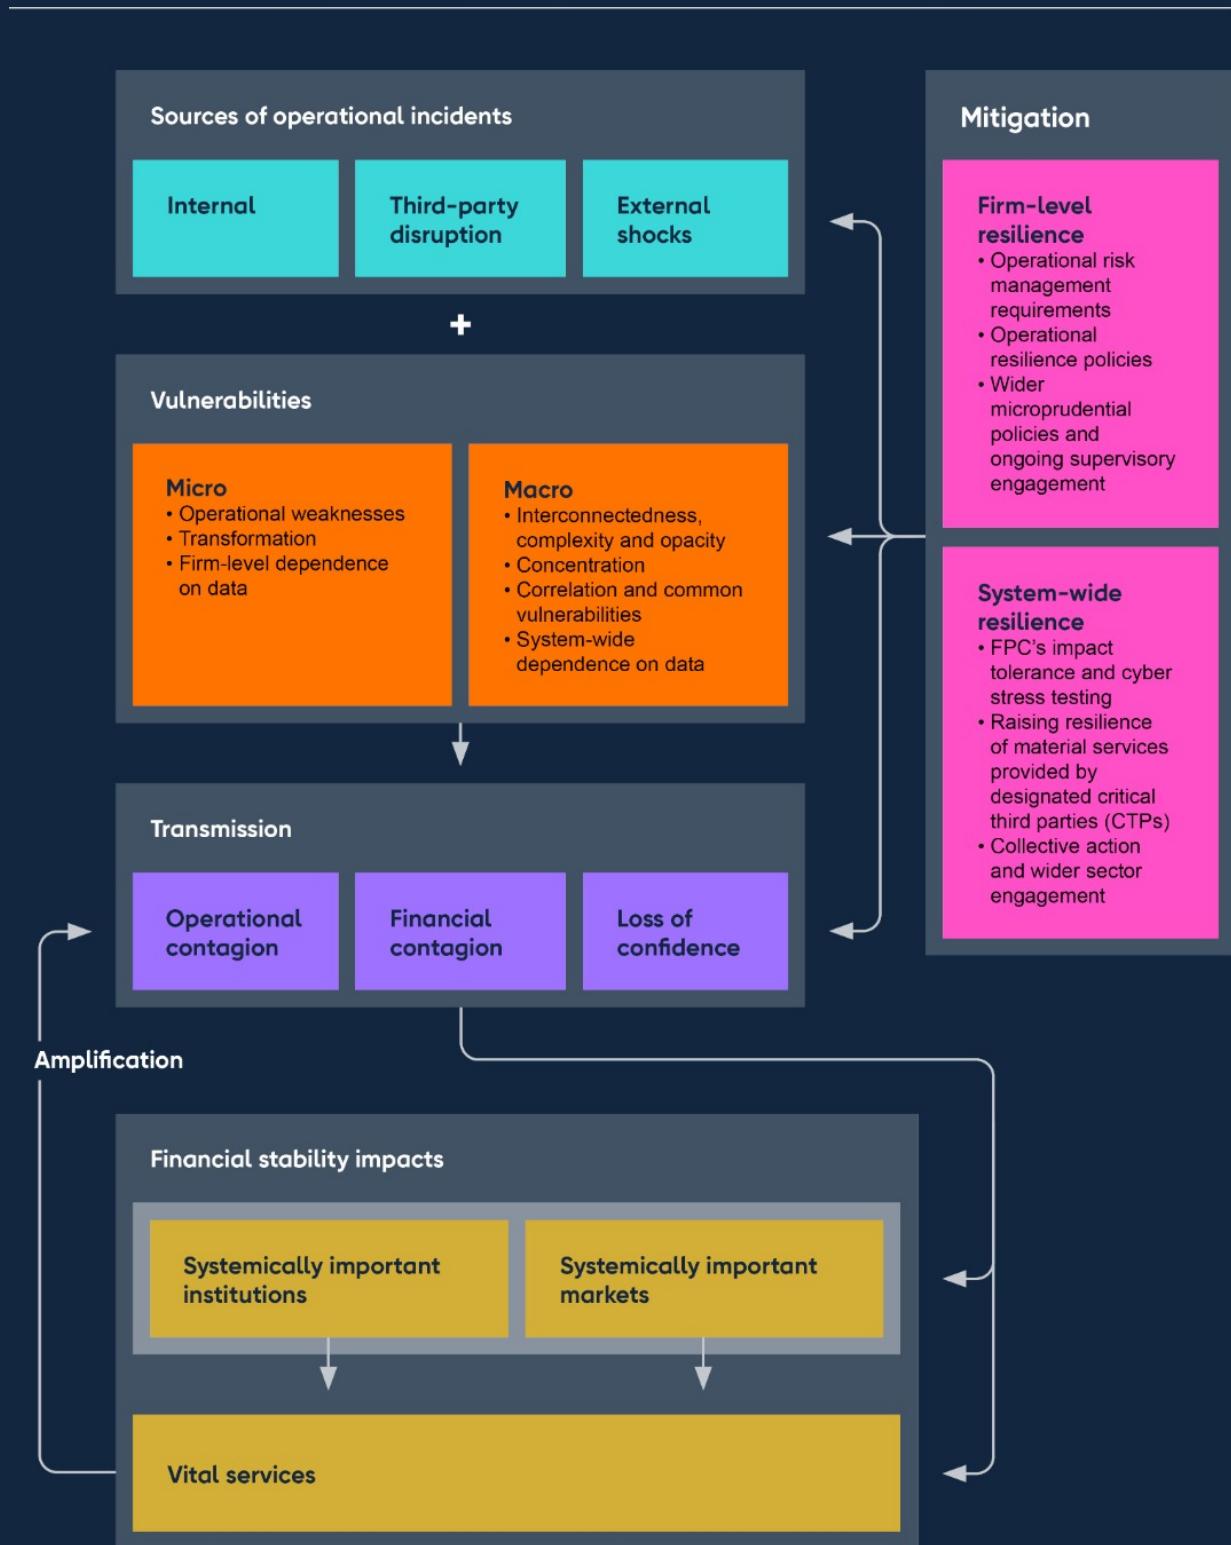 Sources of operational incidents
Internal
Third-party
disruption
External
shocks
+
Vulnerabilities
Micro
• Operational weaknesses
• Transformation
• Firm-level dependence
on data
Macro
• Interconnectedness,
complexity and opacity
• Concentration
• Correlation and common
vulnerabilities
• System-wide
dependence on data
Transmission
Operational
contagion
Financial
contagion
Loss of
confidence
Amplification
Financial stability impacts
Systemically important
institutions
Systemically important
markets
Vital services
Mitigation
Firm-level
resilience
• Operational risk
management
requirements
• Operational
resilience policies
• Wider
microprudential
policies and
ongoing supervisory
engagement
System-wide
resilience
• FPC's impact
tolerance and cyber
stress testing
• Raising resilience
of material services
provided by
designated critical
third parties (CTPs)
• Collective action
and wider sector
engagement